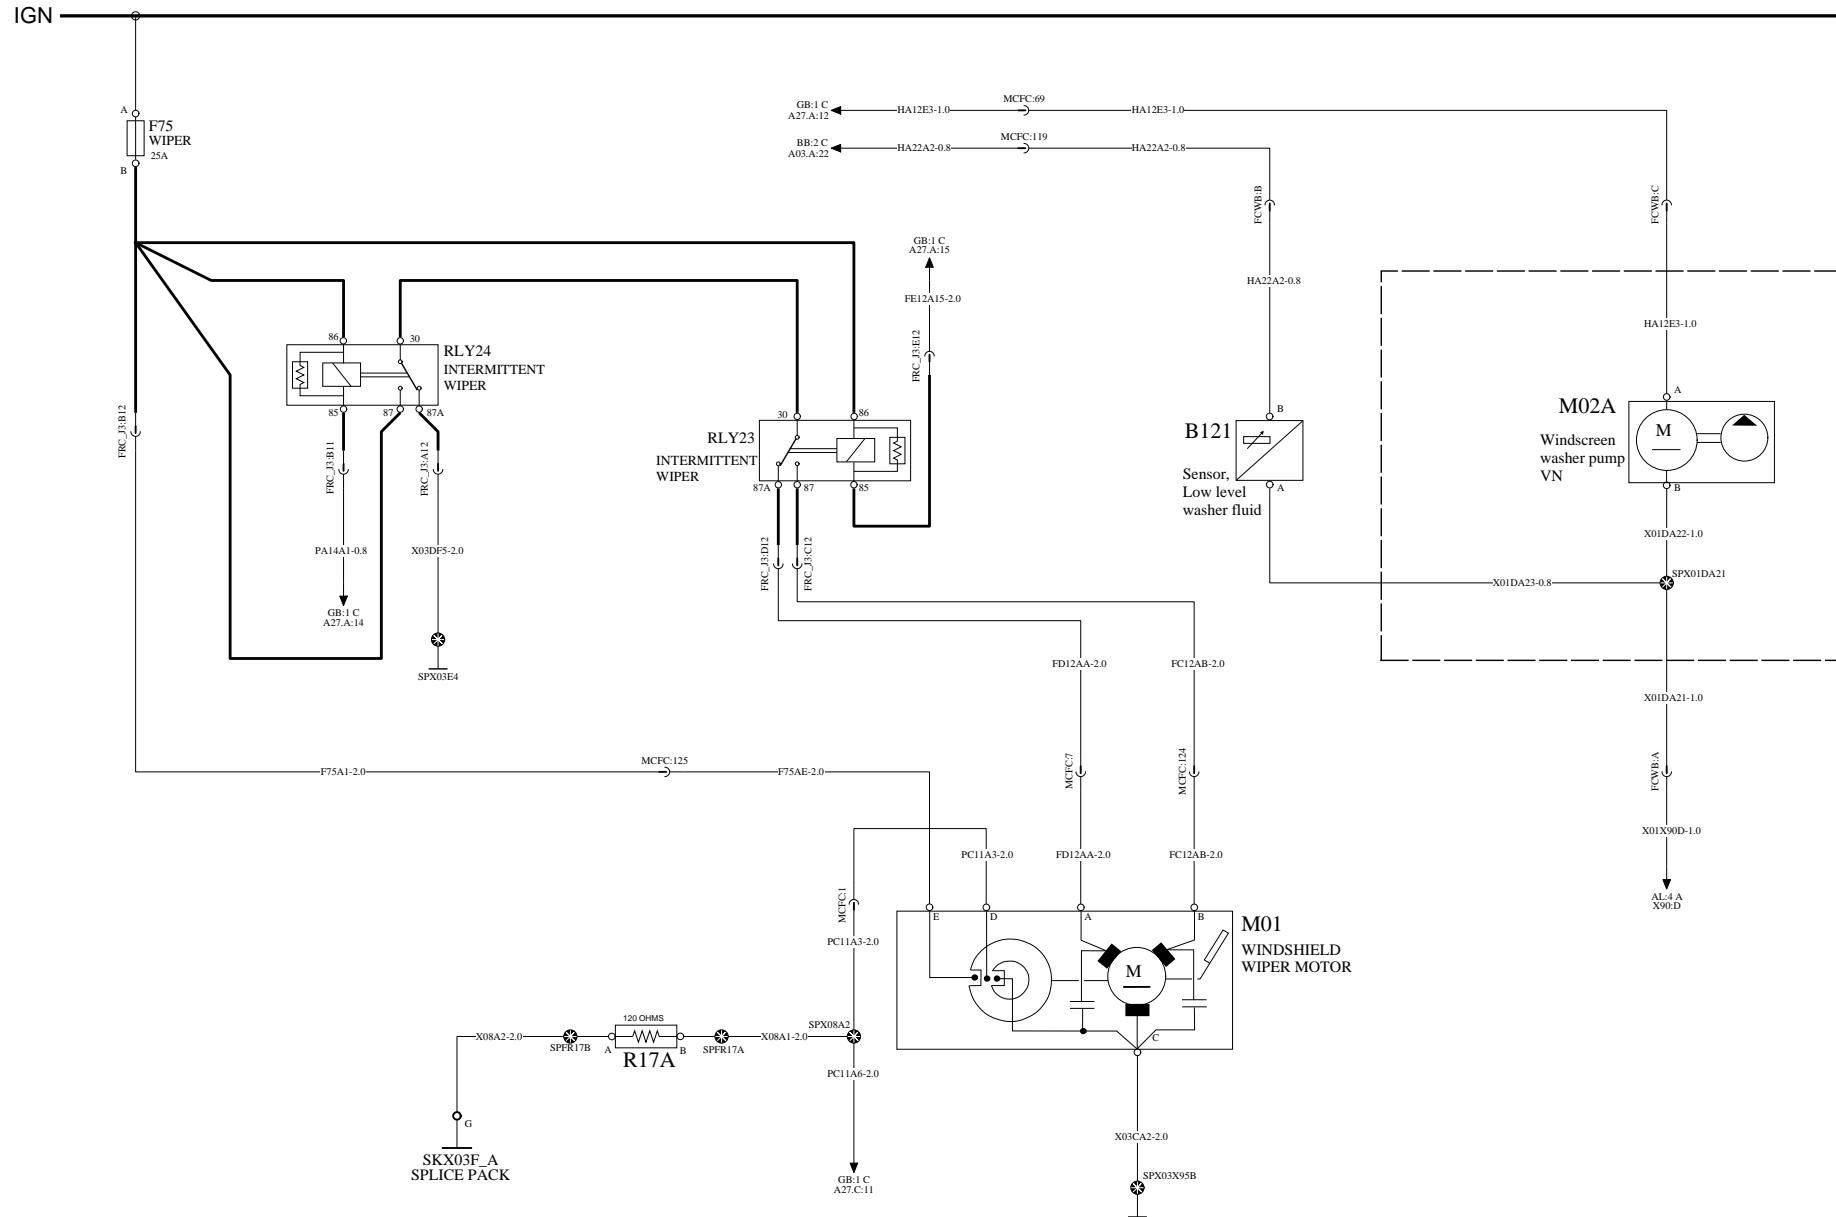 IGN
A
F75
WIPER
25A
B
GB:1 C
A27.A:12
HA12E3-1.0
MCFC:69
HA12E3-1.0
BB:2 C
A03.A:22
HA22A2-0.8
MCFC:119
HA22A2-0.8
FCWB:B
FCWB:C
GB:1 C
A27.A:15
FE12A15-2.0
FRC_J3:E12
HA22A2-0.8
HA12E3-1.0
86
30
RLY24
INTERMITTENT
WIPER
85
87
87A
FRC_J3:B12
FRC_J3:B11
FRC_J3:A12
PA14A1-0.8
X03DF5-2.0
GB:1 C
A27.A:14
SPX03E4
30
86
RLY23
INTERMITTENT
WIPER
87A
87
85
FRC_J3:D12
FRC_J3:C12
B
B121
Sensor,
Low level
washer fluid
A
A
M02A
Windscreen
washer pump
VN
M
B
X01DA22-1.0
SPX01DA21
X01DA23-0.8
X01DA21-1.0
FCWB:A
X01X90D-1.0
AL:4 A
X90:D
FD12AA-2.0
FC12AB-2.0
MCFC:7
MCFC:124
F75A1-2.0
MCFC:125
F75AE-2.0
PC11A3-2.0
FD12AA-2.0
FC12AB-2.0
MCFC:1
PC11A3-2.0
E
D
A
B
M01
WINDSHIELD
WIPER MOTOR
M
C
SPX08A2
120 OHMS
X08A2-2.0
SPFR17B
A
R17A
B
SPFR17A
X08A1-2.0
PC11A6-2.0
G
SKX03F_A
SPLICE PACK
GB:1 C
A27.C:11
X03CA2-2.0
SPX03X95B